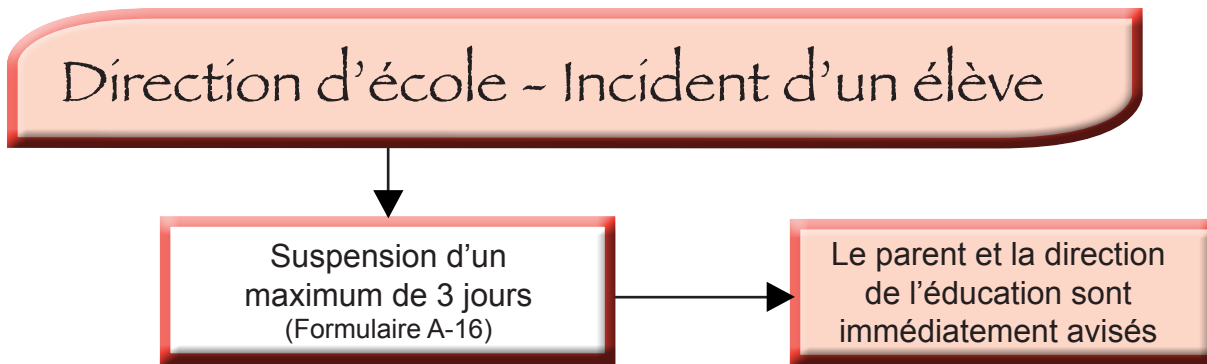 Direction d’école - Incident d’un élève
Suspension d’un
maximum de 3 jours
(Formulaire A-16)
Le parent et la direction
de l’éducation sont
immédiatement avisés